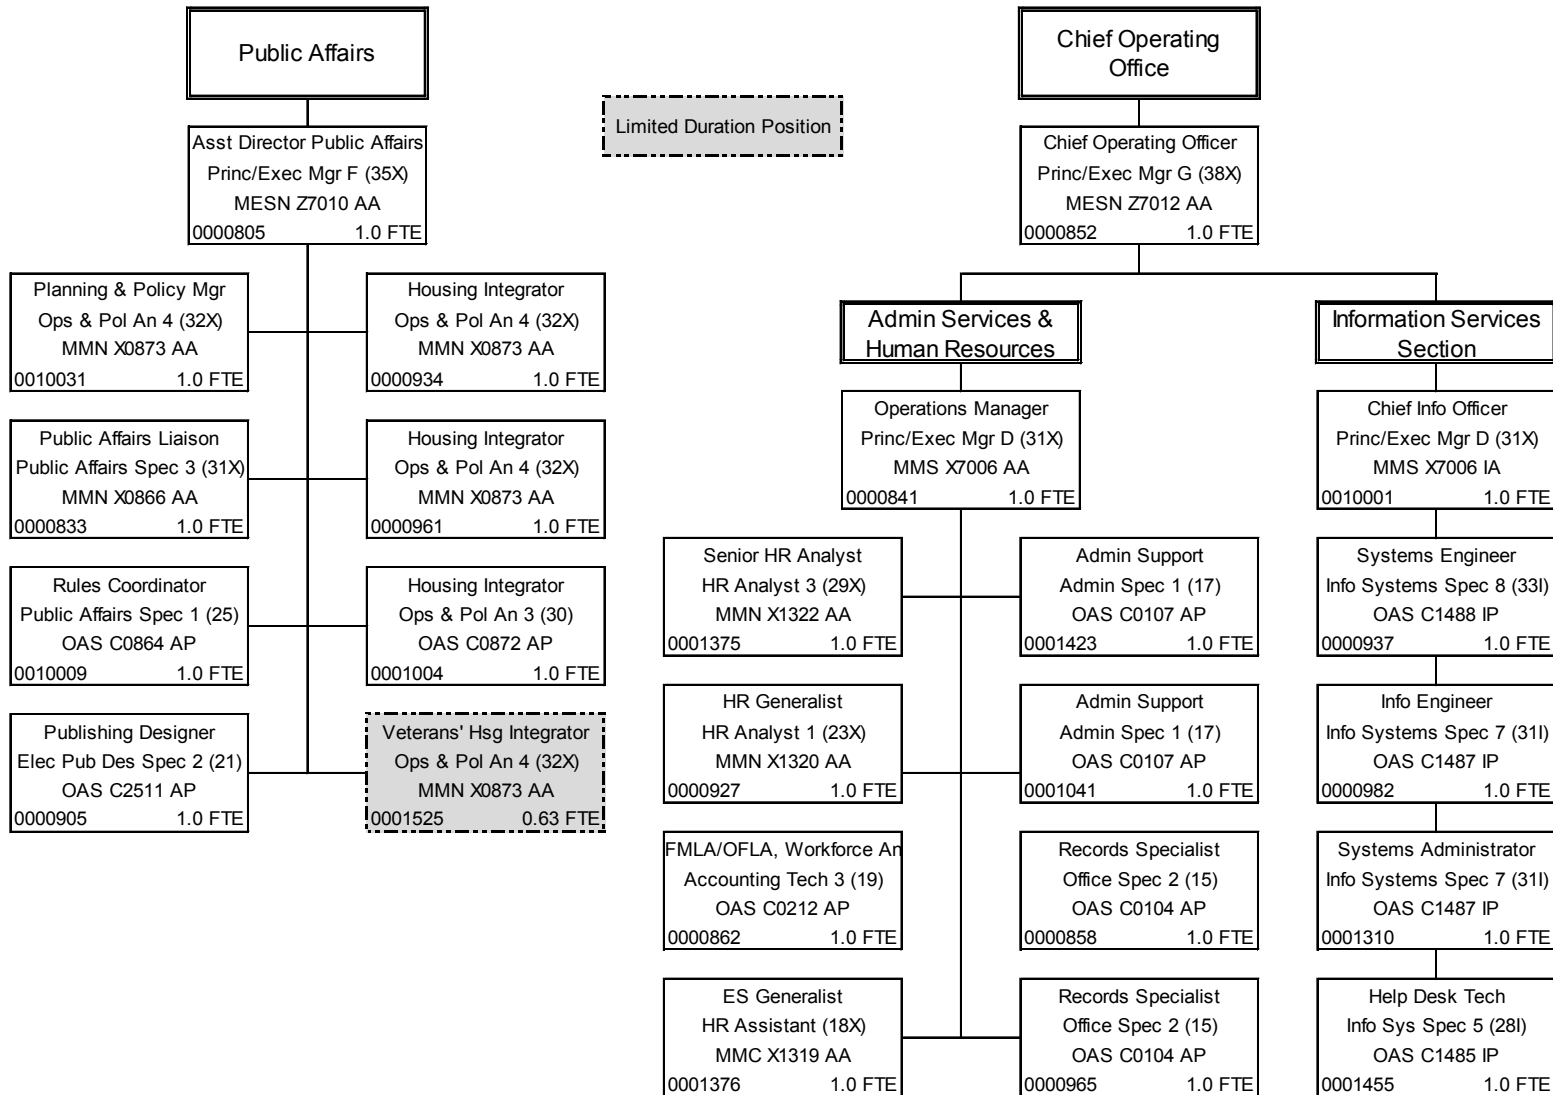 Public Affairs
Asst Director Public Affairs
Princ/Exec Mgr F (35X)
MESN Z7010 AA
0000805 1.0 FTE
Planning & Policy Mgr
Ops & Pol An 4 (32X)
MMN X0873 AA
0010031 1.0 FTE
Housing Integrator
Ops & Pol An 4 (32X)
MMN X0873 AA
0000934 1.0 FTE
Public Affairs Liaison
Public Affairs Spec 3 (31X)
MMN X0866 AA
0000833 1.0 FTE
Housing Integrator
Ops & Pol An 4 (32X)
MMN X0873 AA
0000961 1.0 FTE
Rules Coordinator
Public Affairs Spec 1 (25)
OAS C0864 AP
0010009 1.0 FTE
Housing Integrator
Ops & Pol An 3 (30)
OAS C0872 AP
0001004 1.0 FTE
Publishing Designer
Elec Pub Des Spec 2 (21)
OAS C2511 AP
0000905 1.0 FTE
Veterans' Hsg Integrator
Ops & Pol An 4 (32X)
MMN X0873 AA
0001525 0.63 FTE
Limited Duration Position
Chief Operating
Office
Chief Operating Officer
Princ/Exec Mgr G (38X)
MESN Z7012 AA
0000852 1.0 FTE
Admin Services &
Human Resources
Operations Manager
Princ/Exec Mgr D (31X)
MMS X7006 AA
0000841 1.0 FTE
Senior HR Analyst
HR Analyst 3 (29X)
MMN X1322 AA
0001375 1.0 FTE
Admin Support
Admin Spec 1 (17)
OAS C0107 AP
0001423 1.0 FTE
HR Generalist
HR Analyst 1 (23X)
MMN X1320 AA
0000927 1.0 FTE
Admin Support
Admin Spec 1 (17)
OAS C0107 AP
0001041 1.0 FTE
FMLA/OFLA, Workforce An
Accounting Tech 3 (19)
OAS C0212 AP
0000862 1.0 FTE
Records Specialist
Office Spec 2 (15)
OAS C0104 AP
0000858 1.0 FTE
ES Generalist
HR Assistant (18X)
MMC X1319 AA
0001376 1.0 FTE
Records Specialist
Office Spec 2 (15)
OAS C0104 AP
0000965 1.0 FTE
Information Services
Section
Chief Info Officer
Princ/Exec Mgr D (31X)
MMS X7006 IA
0010001 1.0 FTE
Systems Engineer
Info Systems Spec 8 (33I)
OAS C1488 IP
0000937 1.0 FTE
Info Engineer
Info Systems Spec 7 (31I)
OAS C1487 IP
0000982 1.0 FTE
Systems Administrator
Info Systems Spec 7 (31I)
OAS C1487 IP
0001310 1.0 FTE
Help Desk Tech
Info Sys Spec 5 (28I)
OAS C1485 IP
0001455 1.0 FTE